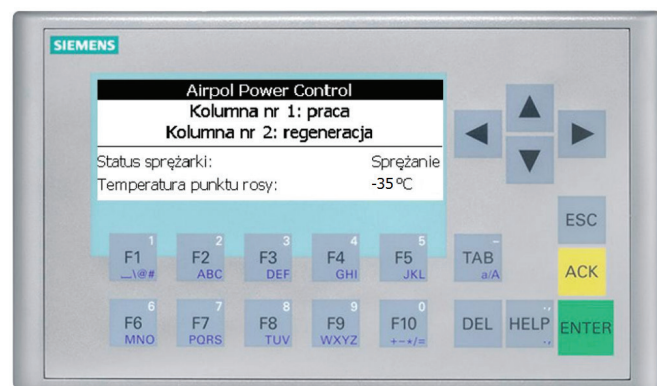 SIEMENS
Airpol Power Control
Kolumna nr 1: praca
Kolumna nr 2: regeneracja
Status sprężarki: Sprężanie
Temperatura punktu rosy: -35 ºC
ESC
1 2 3 4 5 -
F1 F2 F3 F4 F5 TAB
_\@# ABC DEF GHI JKL a/A
ACK
6 7 8 9 0 .,
F6 F7 F8 F9 F10 DEL HELP ENTER
MNO PQRS TUV WXYZ +-*/=